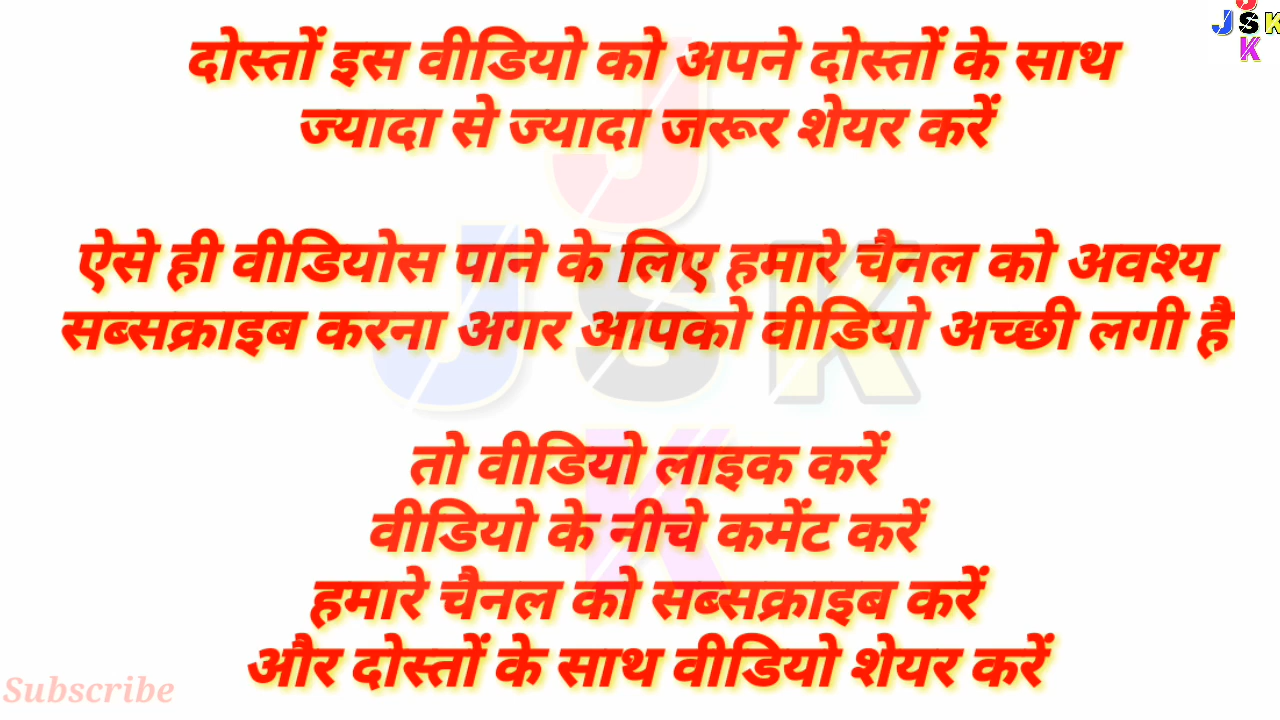 J
J S K
K
दोस्तों इस वीडियो को अपने दोस्तों के साथ
ज्यादा से ज्यादा जरूर शेयर करें
ऐसे ही वीडियोस पाने के लिए हमारे चैनल को अवश्य
सब्सक्राइब करना अगर आपको वीडियो अच्छी लगी है
तो वीडियो लाइक करें
वीडियो के नीचे कमेंट करें
हमारे चैनल को सब्सक्राइब करें
और दोस्तों के साथ वीडियो शेयर करें
J
J S K
K
Subscribe